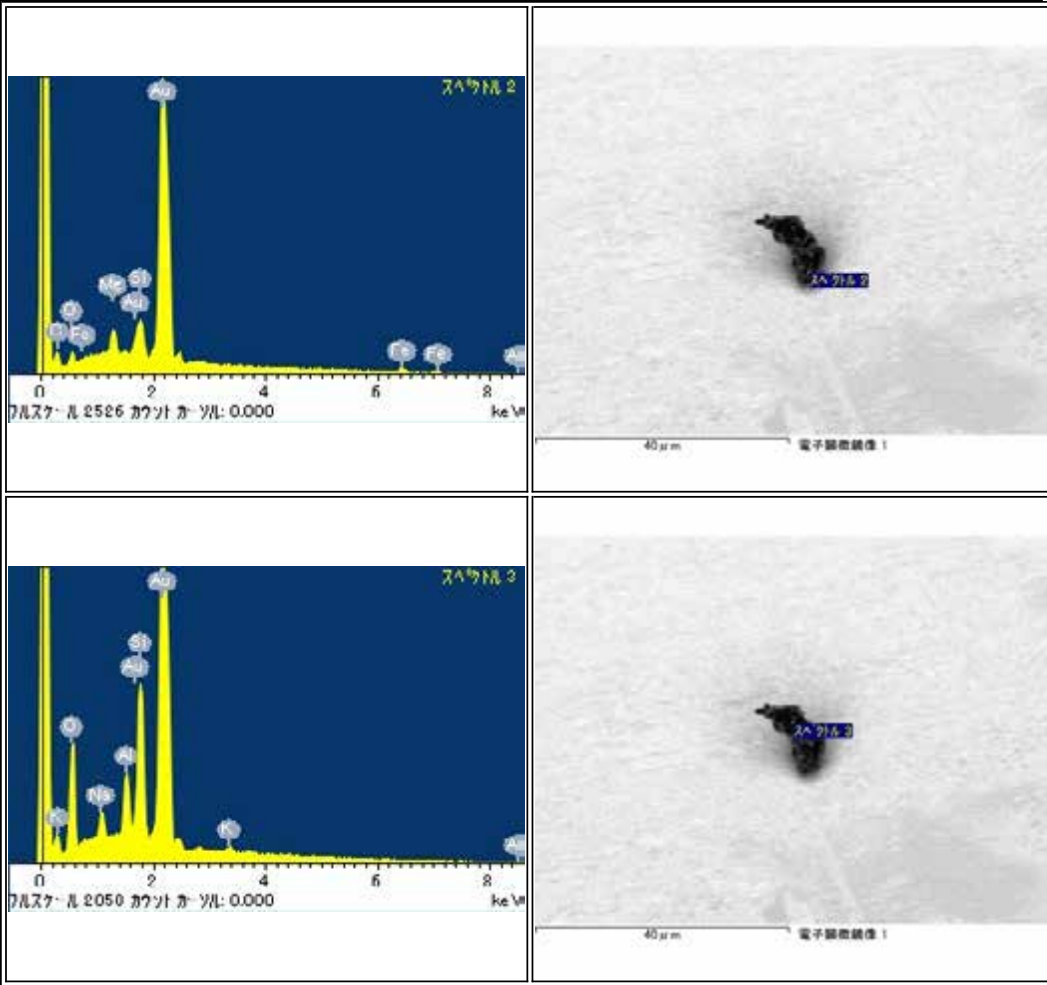 スペクトル 2
Au
Si
Mg
Au
O
C
Fe
Fe
Fe
Au
0 2 4 6 8
フルスケール 2526 カウント カーソル: 0.000 keV
スペクトル 2
40μm 電子顕微鏡像 1
スペクトル 3
Au
Si
Au
O
Al
Na
K
K
Au
0 2 4 6 8
フルスケール 2050 カウント カーソル: 0.000 keV
スペクトル 3
40μm 電子顕微鏡像 1